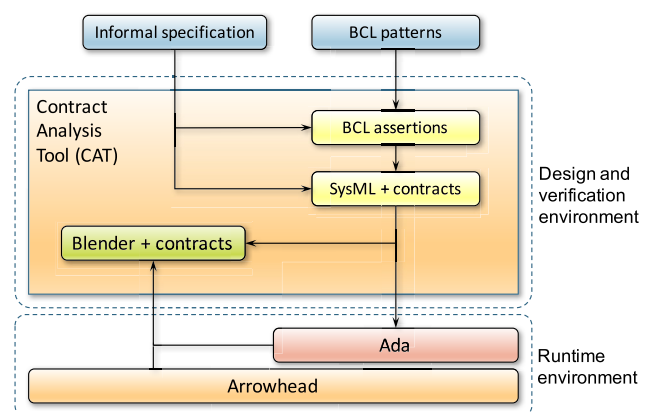 Informal specification
BCL patterns
Contract
Analysis
Tool (CAT)
BCL assertions
SysML + contracts
Design and
verification
environment
Blender + contracts
Ada
Runtime
environment
Arrowhead